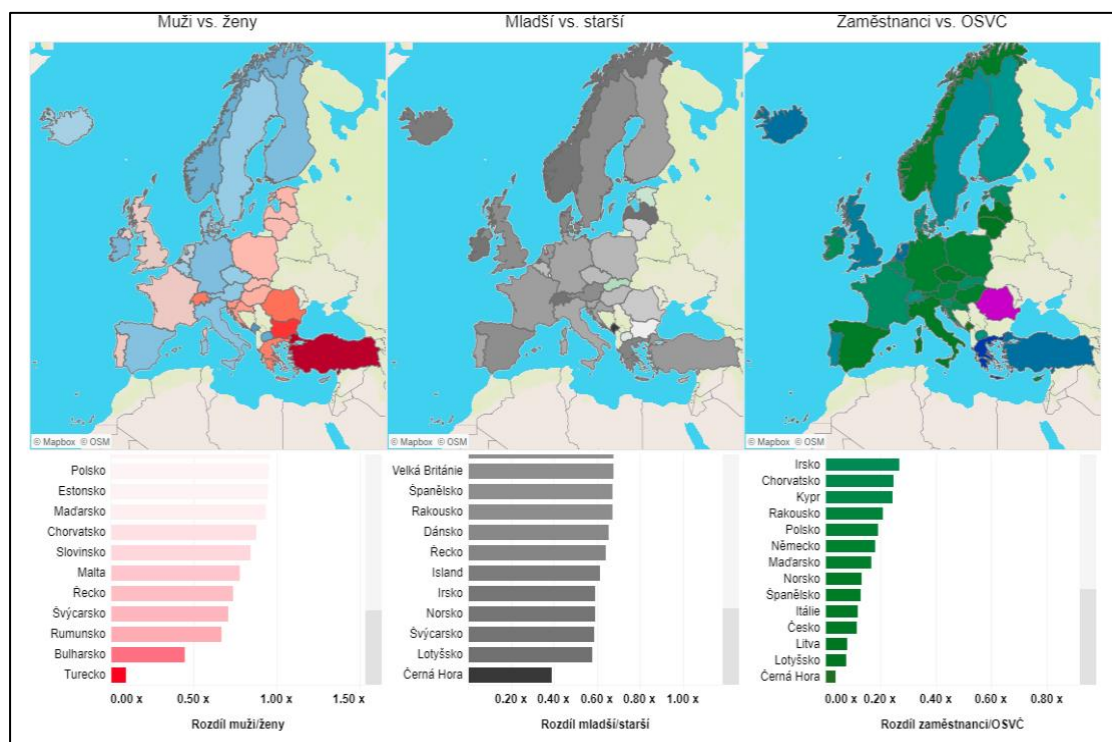 Muži vs. ženy
Mladší vs. starší
Zaměstnanci vs. OSVČ
© Mapbox © OSM
© Mapbox © OSM
© Mapbox © OSM
Polsko
Estonsko
Maďarsko
Chorvatsko
Slovinsko
Malta
Řecko
Švýcarsko
Rumunsko
Bulharsko
Turecko
0.00 x 0.50 x 1.00 x 1.50 x
Rozdíl muži/ženy
Velká Británie
Španělsko
Rakousko
Dánsko
Řecko
Island
Irsko
Norsko
Švýcarsko
Lotyšsko
Černá Hora
0.20 x 0.40 x 0.60 x 0.80 x 1.00 x
Rozdíl mladší/starší
Irsko
Chorvatsko
Kypr
Rakousko
Polsko
Německo
Maďarsko
Norsko
Španělsko
Itálie
Česko
Litva
Lotyšsko
Černá Hora
0.00 x 0.20 x 0.40 x 0.60 x 0.80 x
Rozdíl zaměstnanci/OSVČ